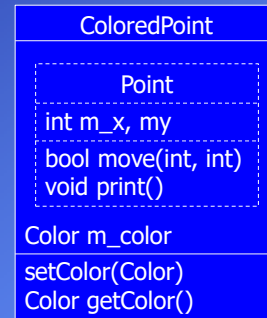 ColoredPoint
Point
int m_x, my
bool move(int, int)
void print()
Color m_color
setColor(Color)
Color getColor()